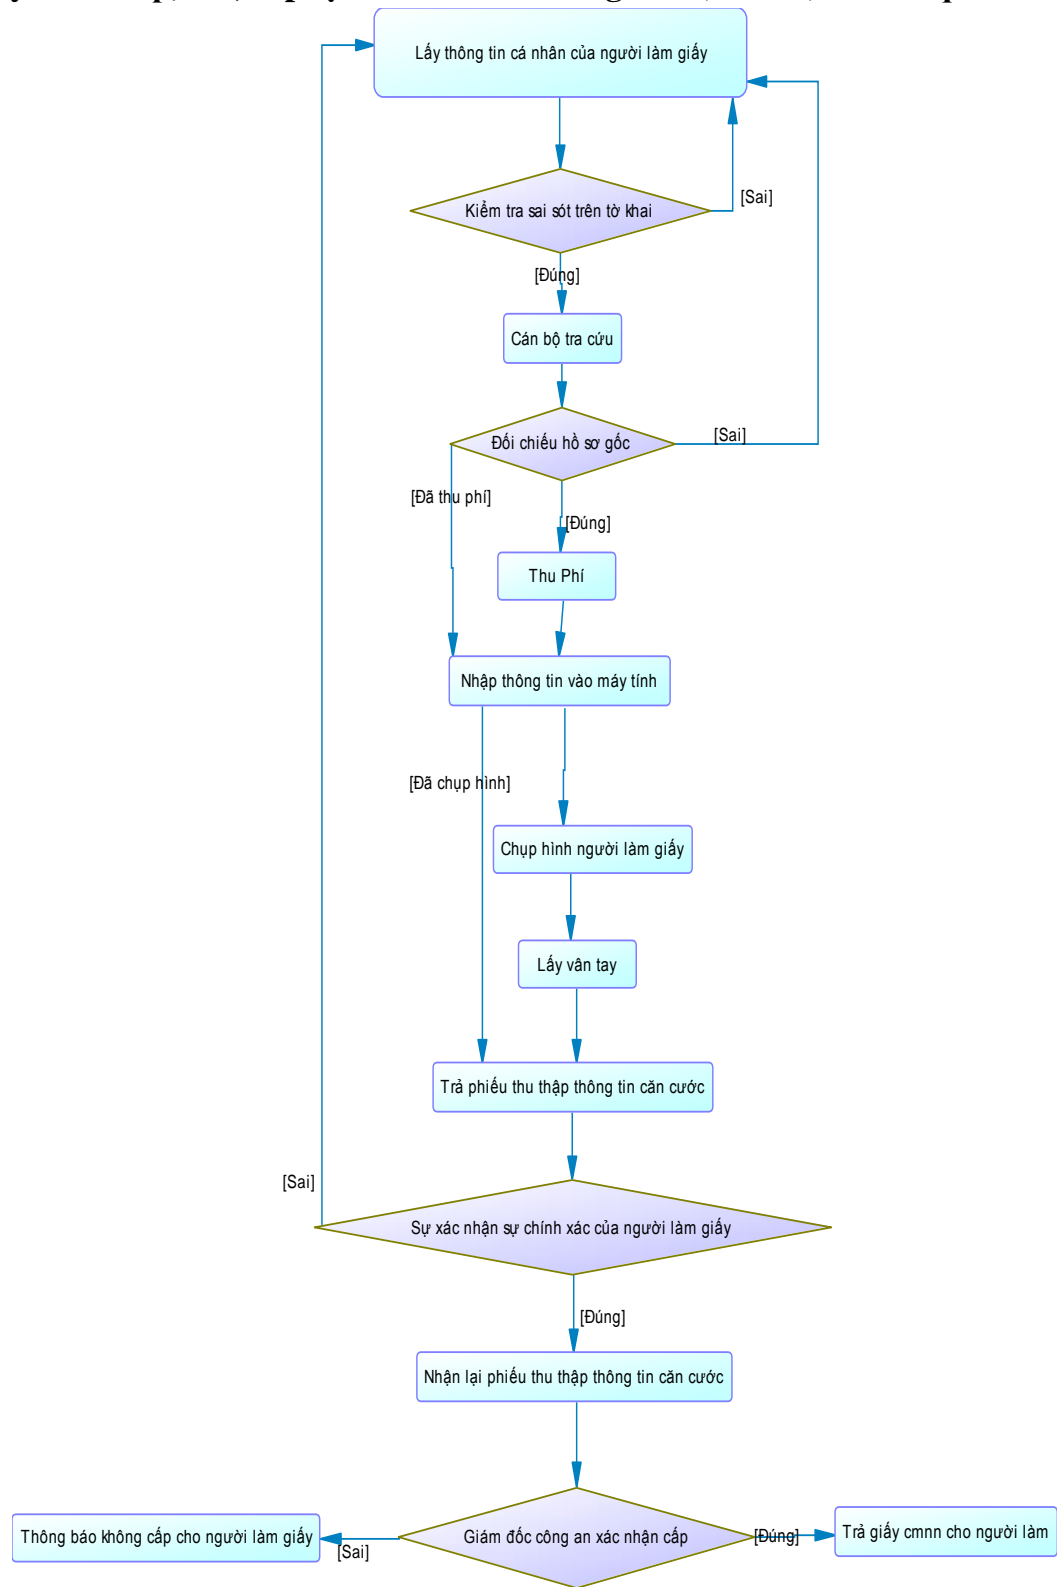 Lấy thông tin cá nhân của người làm giấy
[Sai]
Kiểm tra sai sót trên tờ khai
[Đúng]
Cán bộ tra cứu
[Sai]
Đối chiếu hồ sơ gốc
[Đã thu phí]
[Đúng]
Thu Phí
Nhập thông tin vào máy tính
[Đã chụp hình]
Chụp hình người làm giấy
Lấy vân tay
Trả phiếu thu thập thông tin căn cước
[Sai]
Sự xác nhận sự chính xác của người làm giấy
[Đúng]
Nhận lại phiếu thu thập thông tin căn cước
Thông báo không cấp cho người làm giấy
[Sai]
Giám đốc công an xác nhận cấp
[Đúng]
Trả giấy cmnn cho người làm